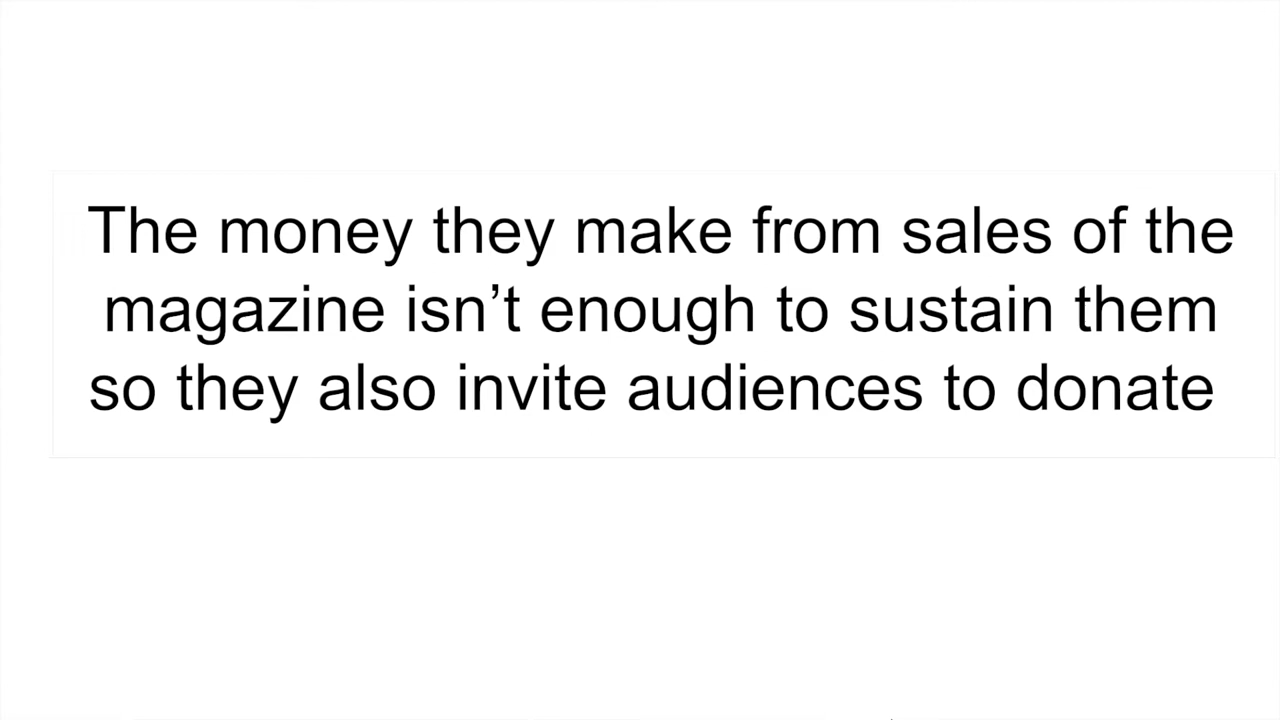 The money they make from sales of the
magazine isn’t enough to sustain them
so they also invite audiences to donate